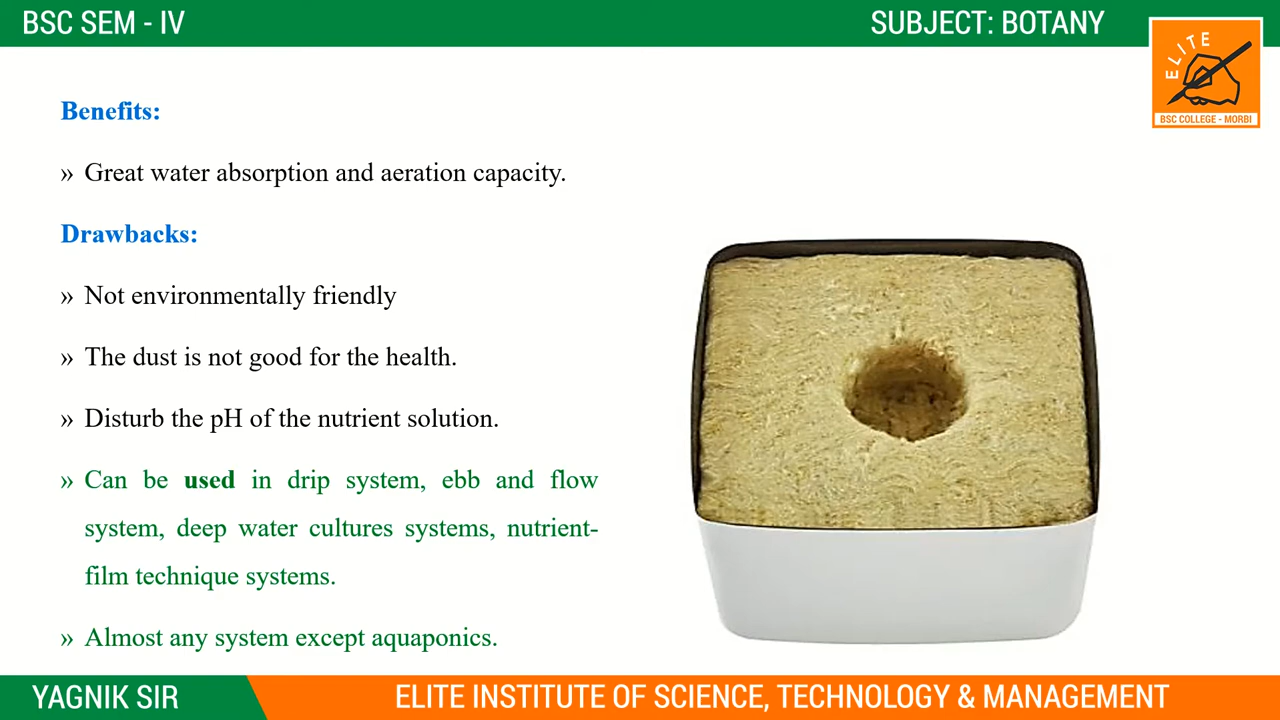 BSC SEM - IV
SUBJECT: BOTANY
ELITE
BSC COLLEGE - MORBI
Benefits:
» Great water absorption and aeration capacity.
Drawbacks:
» Not environmentally friendly
» The dust is not good for the health.
» Disturb the pH of the nutrient solution.
» Can be used in drip system, ebb and flow
system, deep water cultures systems, nutrient-
film technique systems.
» Almost any system except aquaponics.
YAGNIK SIR
ELITE INSTITUTE OF SCIENCE, TECHNOLOGY & MANAGEMENT